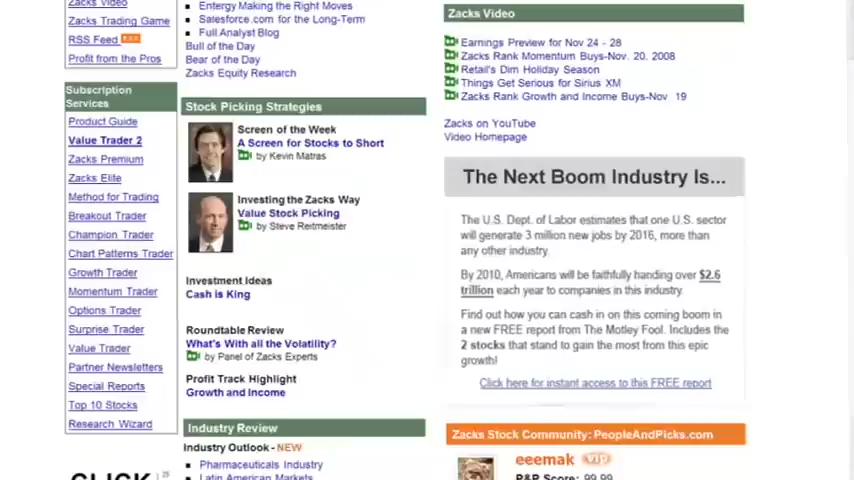 Zacks Video
Zacks Trading Game
RSS Feed
Profit from the Pros
Subscription
Services
Product Guide
Value Trader 2
Zacks Premium
Zacks Elite
Method for Trading
Breakout Trader
Champion Trader
Chart Patterns Trader
Growth Trader
Momentum Trader
Options Trader
Surprise Trader
Value Trader
Partner Newsletters
Special Reports
Top 10 Stocks
Research Wizard
CLICK
Entergy Making the Right Moves
Salesforce.com for the Long-Term
Full Analyst Blog
Bull of the Day
Bear of the Day
Zacks Equity Research
Stock Picking Strategies
Screen of the Week
A Screen for Stocks to Short
by Kevin Matras
Investing the Zacks Way
Value Stock Picking
by Steve Reitmeister
Investment Ideas
Cash is King
Roundtable Review
What's With all the Volatility?
by Panel of Zacks Experts
Profit Track Highlight
Growth and Income
Industry Review
Industry Outlook - NEW
Pharmaceuticals Industry
Latin American Markets
Zacks Video
Earnings Preview for Nov 24 - 28
Zacks Rank Momentum Buys-Nov. 20, 2008
Retail's Dim Holiday Season
Things Get Serious for Sirius XM
Zacks Rank Growth and Income Buys-Nov 19
Zacks on YouTube
Video Homepage
The Next Boom Industry Is...
The U.S. Dept. of Labor estimates that one U.S. sector
will generate 3 million new jobs by 2016, more than
any other industry.
By 2010, Americans will be faithfully handing over $2.6
trillion each year to companies in this industry.
Find out how you can cash in on this coming boom in
a new FREE report from The Motley Fool. Includes the
2 stocks that stand to gain the most from this epic
growth!
Click here for instant access to this FREE report
Zacks Stock Community: PeopleAndPicks.com
eeemak vip
P&P Score: 99.99